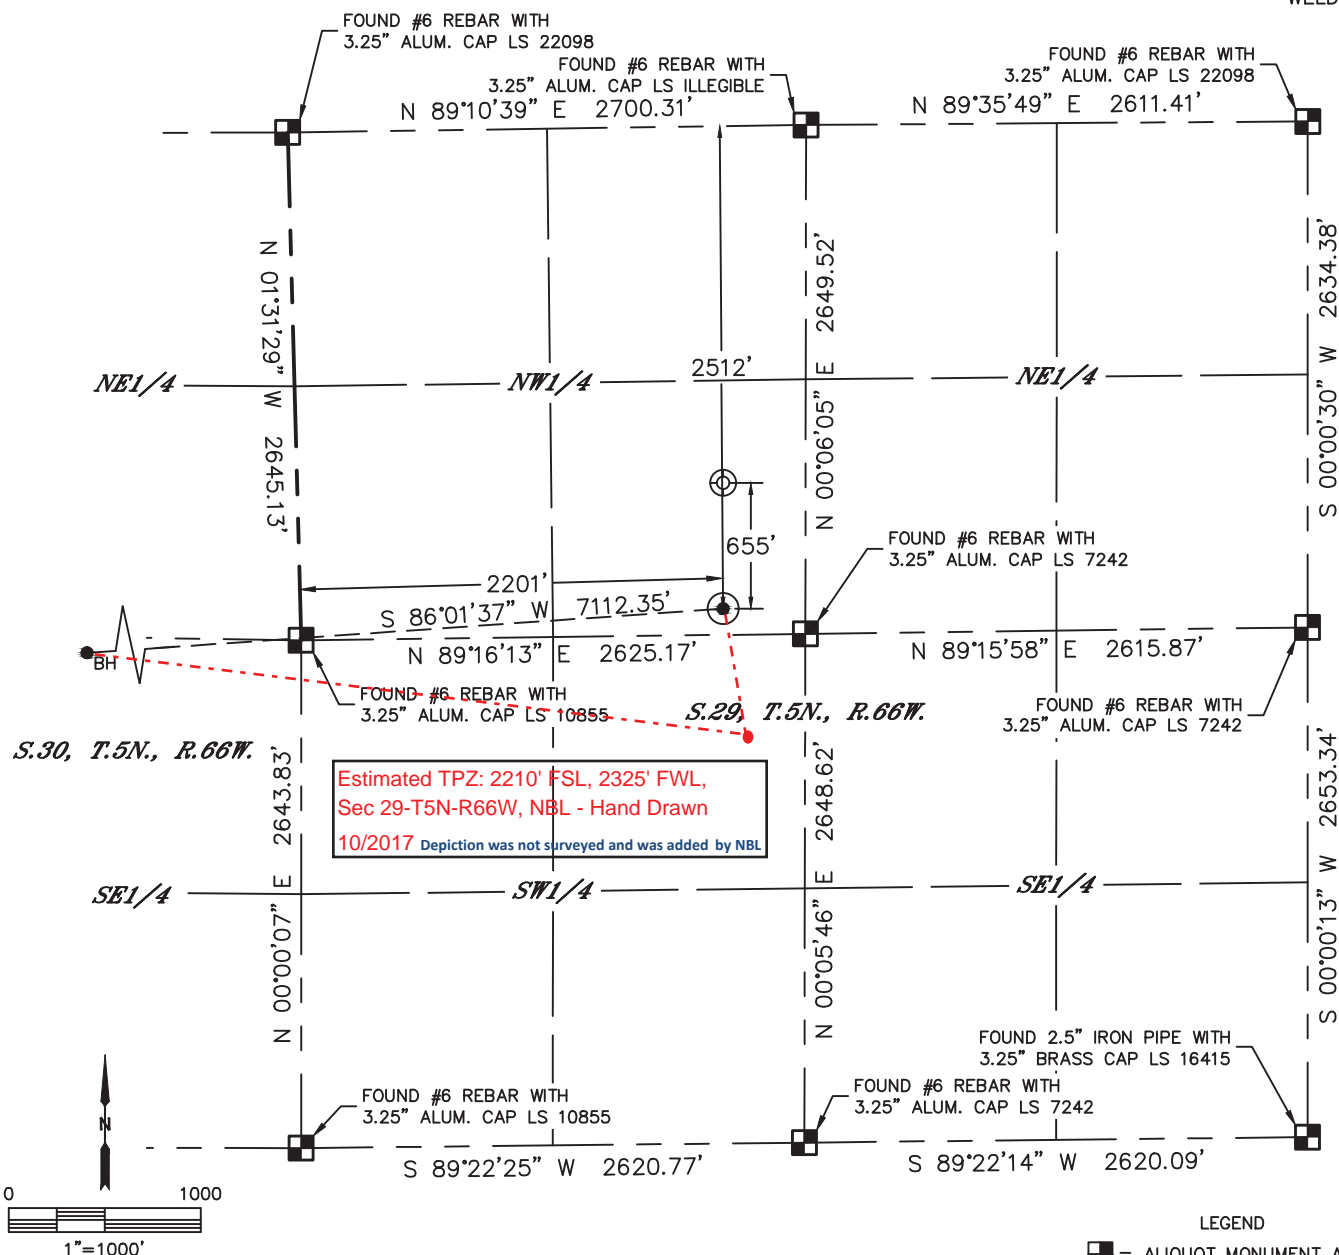 FOUND #6 REBAR WITH
3.25" ALUM. CAP LS 22098
FOUND #6 REBAR WITH
3.25" ALUM. CAP LS ILLEGIBLE
FOUND #6 REBAR WITH
3.25" ALUM. CAP LS 22098
N 89°10'39" E 2700.31'
N 89°35'49" E 2611.41'
N 01°31'29" W 2645.13'
N 00°06'05" E 2649.52'
S 00°00'30" W 2634.38'
2512'
NE1/4
NW1/4
NE1/4
655'
FOUND #6 REBAR WITH
3.25" ALUM. CAP LS 7242
2201'
S 86°01'37" W 7112.35'
BH
N 89°16'13" E 2625.17'
N 89°15'58" E 2615.87'
FOUND #6 REBAR WITH
3.25" ALUM. CAP LS 10855
FOUND #6 REBAR WITH
3.25" ALUM. CAP LS 7242
S.29, T.5N., R.66W.
S.30, T.5N., R.66W.
Estimated TPZ: 2210' FSL, 2325' FWL,
Sec 29-T5N-R66W, NBL - Hand Drawn
10/2017 Depiction was not surveyed and was added by NBL
N 00°00'07" E 2643.83'
N 00°05'46" E 2648.62'
S 00°00'13" W 2653.34'
SE1/4
SW1/4
SE1/4
FOUND 2.5" IRON PIPE WITH
3.25" BRASS CAP LS 16415
FOUND #6 REBAR WITH
3.25" ALUM. CAP LS 10855
FOUND #6 REBAR WITH
3.25" ALUM. CAP LS 7242
N
S 89°22'25" W 2620.77'
S 89°22'14" W 2620.09'
0 1000
1"=1000'
LEGEND
- ALIQUOT MONUMENT A